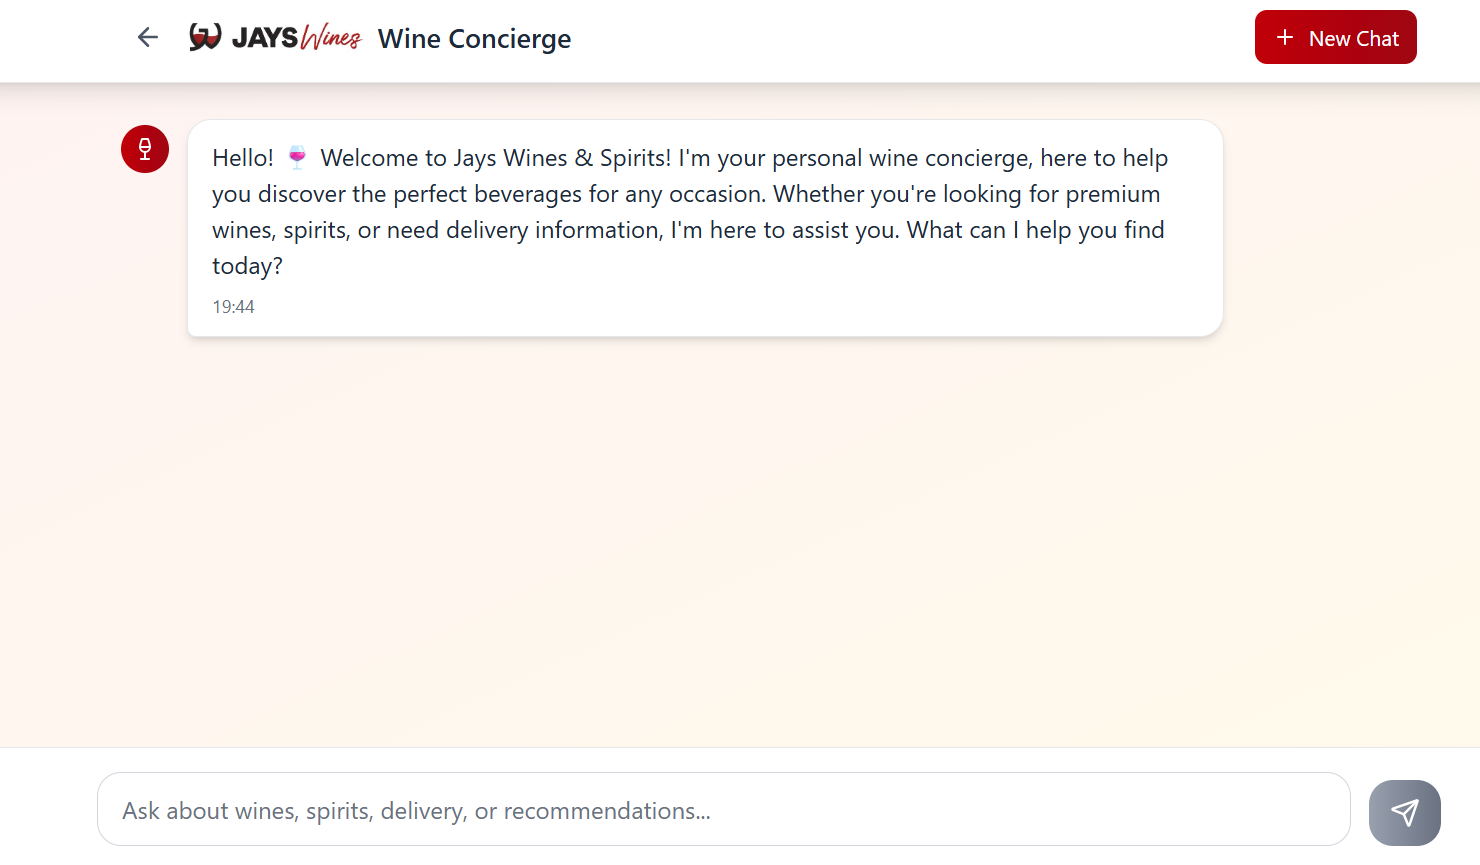 JAYS Wines Wine Concierge
New Chat
Hello! 🍷 Welcome to Jays Wines & Spirits! I'm your personal wine concierge, here to help
you discover the perfect beverages for any occasion. Whether you're looking for premium
wines, spirits, or need delivery information, I'm here to assist you. What can I help you find
today?
19:44
Ask about wines, spirits, delivery, or recommendations...